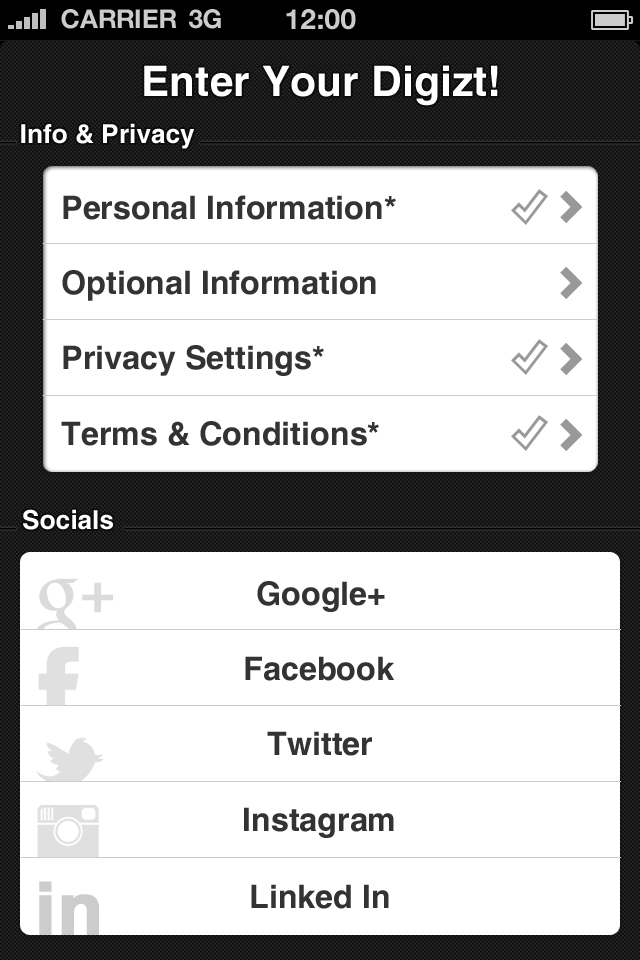 CARRIER 3G 12:00
Enter Your Digizt!
Info & Privacy
Personal Information*
Optional Information
Privacy Settings*
Terms & Conditions*
Socials
g+ Google+
f Facebook
Twitter
Instagram
in Linked In